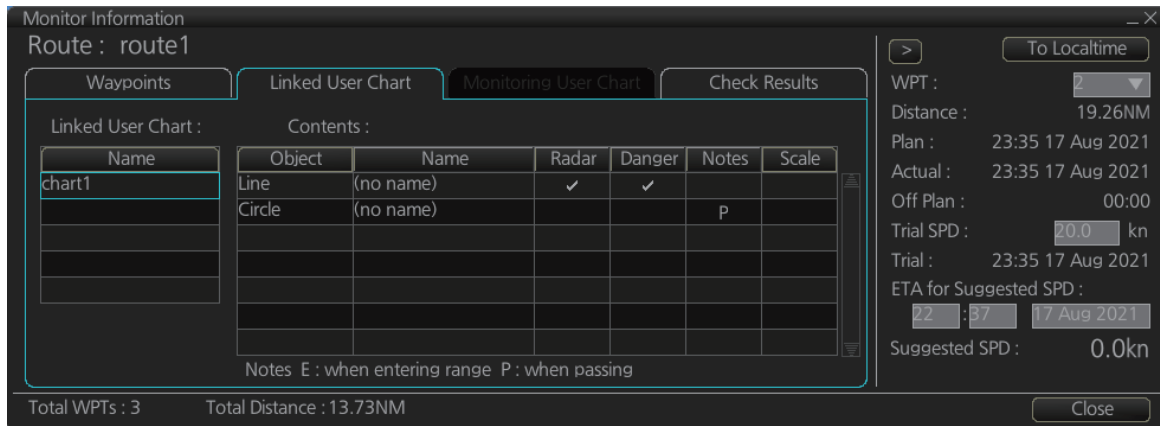 Monitor Information
Route : route1
> To Localtime
Waypoints Linked User Chart Monitoring User Chart Check Results
Linked User Chart : Contents :
Name Object Name Radar Danger Notes Scale
chart1 Line (no name) ✓ ✓
Circle (no name) P
Notes E : when entering range P : when passing
WPT : 2
Distance : 19.26NM
Plan : 23:35 17 Aug 2021
Actual : 23:35 17 Aug 2021
Off Plan : 00:00
Trial SPD : 20.0 kn
Trial : 23:35 17 Aug 2021
ETA for Suggested SPD :
22 :37 17 Aug 2021
Suggested SPD : 0.0kn
Total WPTs : 3 Total Distance : 13.73NM
Close